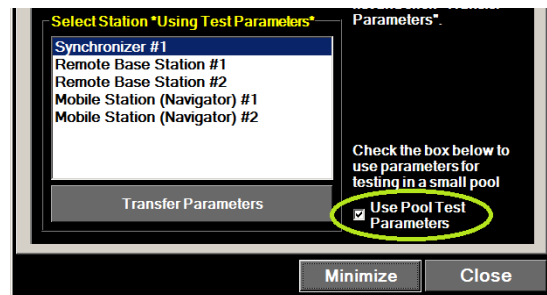 Select Station *Using Test Parameters*
Parameters".
Synchronizer #1
Remote Base Station #1
Remote Base Station #2
Mobile Station (Navigator) #1
Mobile Station (Navigator) #2
Check the box below to
use parameters for
testing in a small pool
Transfer Parameters
Use Pool Test
Parameters
Minimize
Close